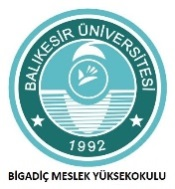 BALIKESİR ÜNİVERSİTESİ
1992
BİGADİÇ MESLEK YÜKSEKOKULU